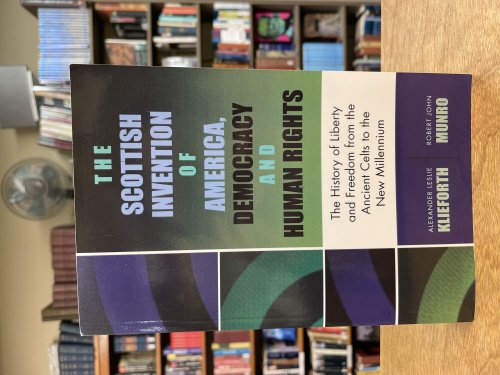 THE
SCOTTISH
INVENTION
OF
AMERICA,
DEMOCRACY
AND
HUMAN RIGHTS
The History of Liberty
and Freedom from the
Ancient Celts to the
New Millennium
ALEXANDER LESLIE
KLIEFORTH
ROBERT JOHN
MUNRO